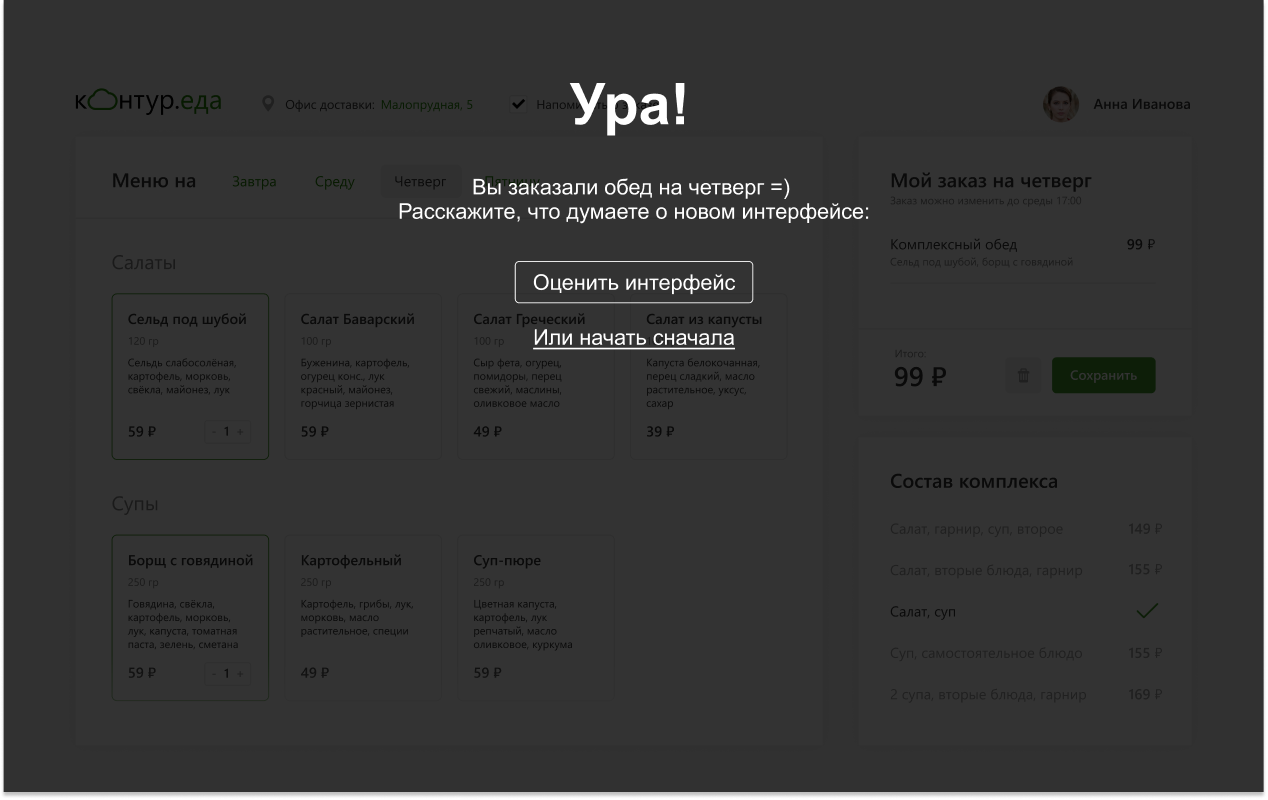 контур.еда
Офис доставки: Малопрудная, 5
Ура!
Анна Иванова
Меню на
Завтра
Среду
Четверг
Пятницу
Вы заказали обед на четверг =)
Расскажите, что думаете о новом интерфейсе:
Оценить интерфейс
Или начать сначала
Салаты
Сельд под шубой
120 гр
Сельдь слабосолёная,
картофель, морковь,
свёкла, майонез, лук
59 ₽
- 1 +
Салат Баварский
100 гр
Буженина, картофель,
огурец конс., лук
красный, майонез,
горчица зернистая
59 ₽
Салат Греческий
100 гр
Сыр фета, огурец,
помидоры, перец
свежий, маслины,
оливковое масло
49 ₽
Салат из капусты
Капуста белокочанная,
перец сладкий, масло
растительное, уксус,
сахар
39 ₽
Супы
Борщ с говядиной
250 гр
Говядина, свёкла,
картофель, морковь,
лук, капуста, томатная
паста, зелень, сметана
59 ₽
- 1 +
Картофельный
250 гр
Картофель, грибы, лук,
морковь, масло
растительное, специи
49 ₽
Суп-пюре
250 гр
Цветная капуста,
картофель, лук
репчатый, масло
оливковое, куркума
59 ₽
Мой заказ на четверг
Заказ можно изменить до среды 17:00
Комплексный обед 99 ₽
Сельд под шубой, борщ с говядиной
Итого:
99 ₽
Сохранить
Состав комплекса
Салат, гарнир, суп, второе 149 ₽
Салат, вторые блюда, гарнир 155 ₽
Салат, суп
Суп, самостоятельное блюдо 155 ₽
2 супа, вторые блюда, гарнир 169 ₽